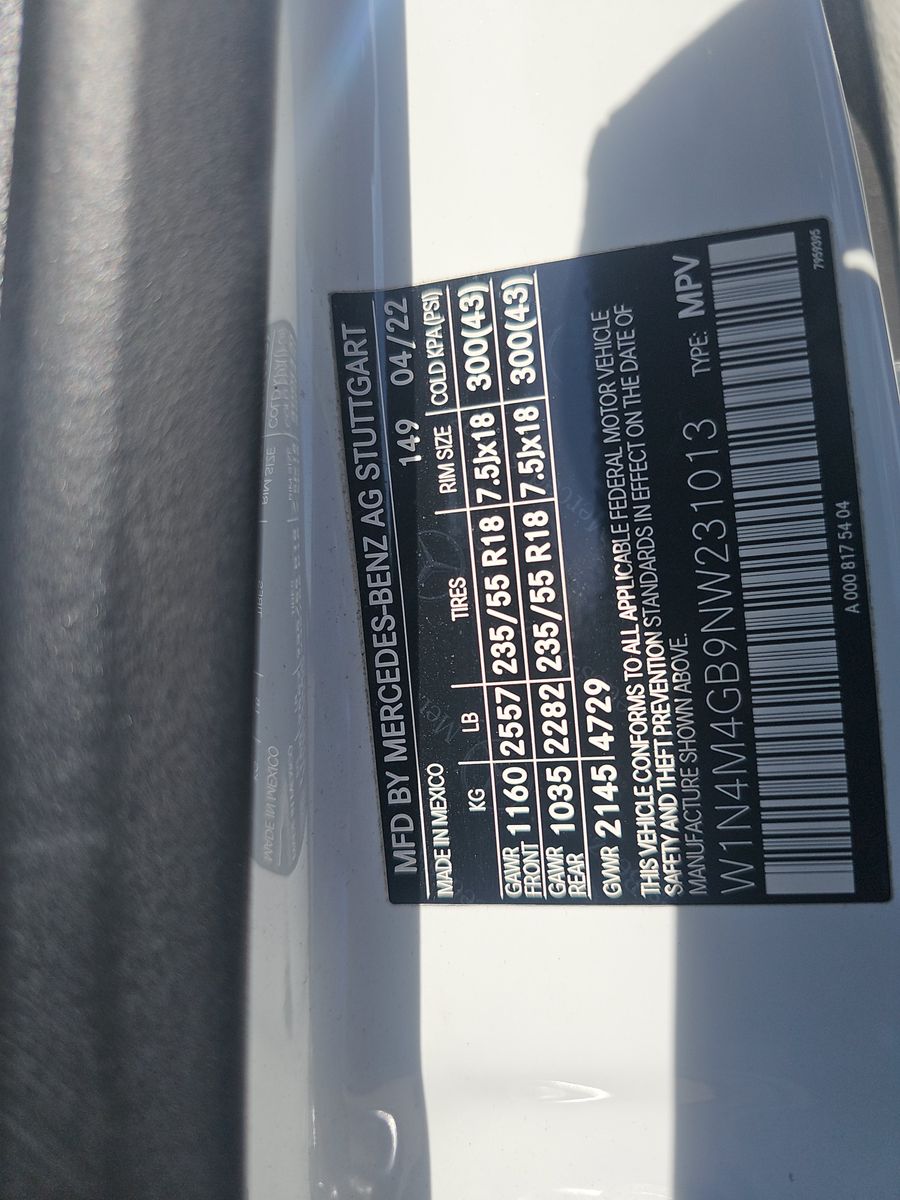 MFD BY MERCEDES-BENZ AG STUTTGART
149 04/22
MADE IN MEXICO
KG LB TIRES RIM SIZE COLD KPA(PSI)
GAWR FRONT 1160 2557 235/55 R18 7.5Jx18 300(43)
GAWR REAR 1035 2282 235/55 R18 7.5Jx18 300(43)
GVWR 2145 4729
THIS VEHICLE CONFORMS TO ALL APPLICABLE FEDERAL MOTOR VEHICLE
SAFETY AND THEFT PREVENTION STANDARDS IN EFFECT ON THE DATE OF
MANUFACTURE SHOWN ABOVE.
W1N4M4GB9NW231013 TYPE: MPV
A 000 817 54 04
7959395